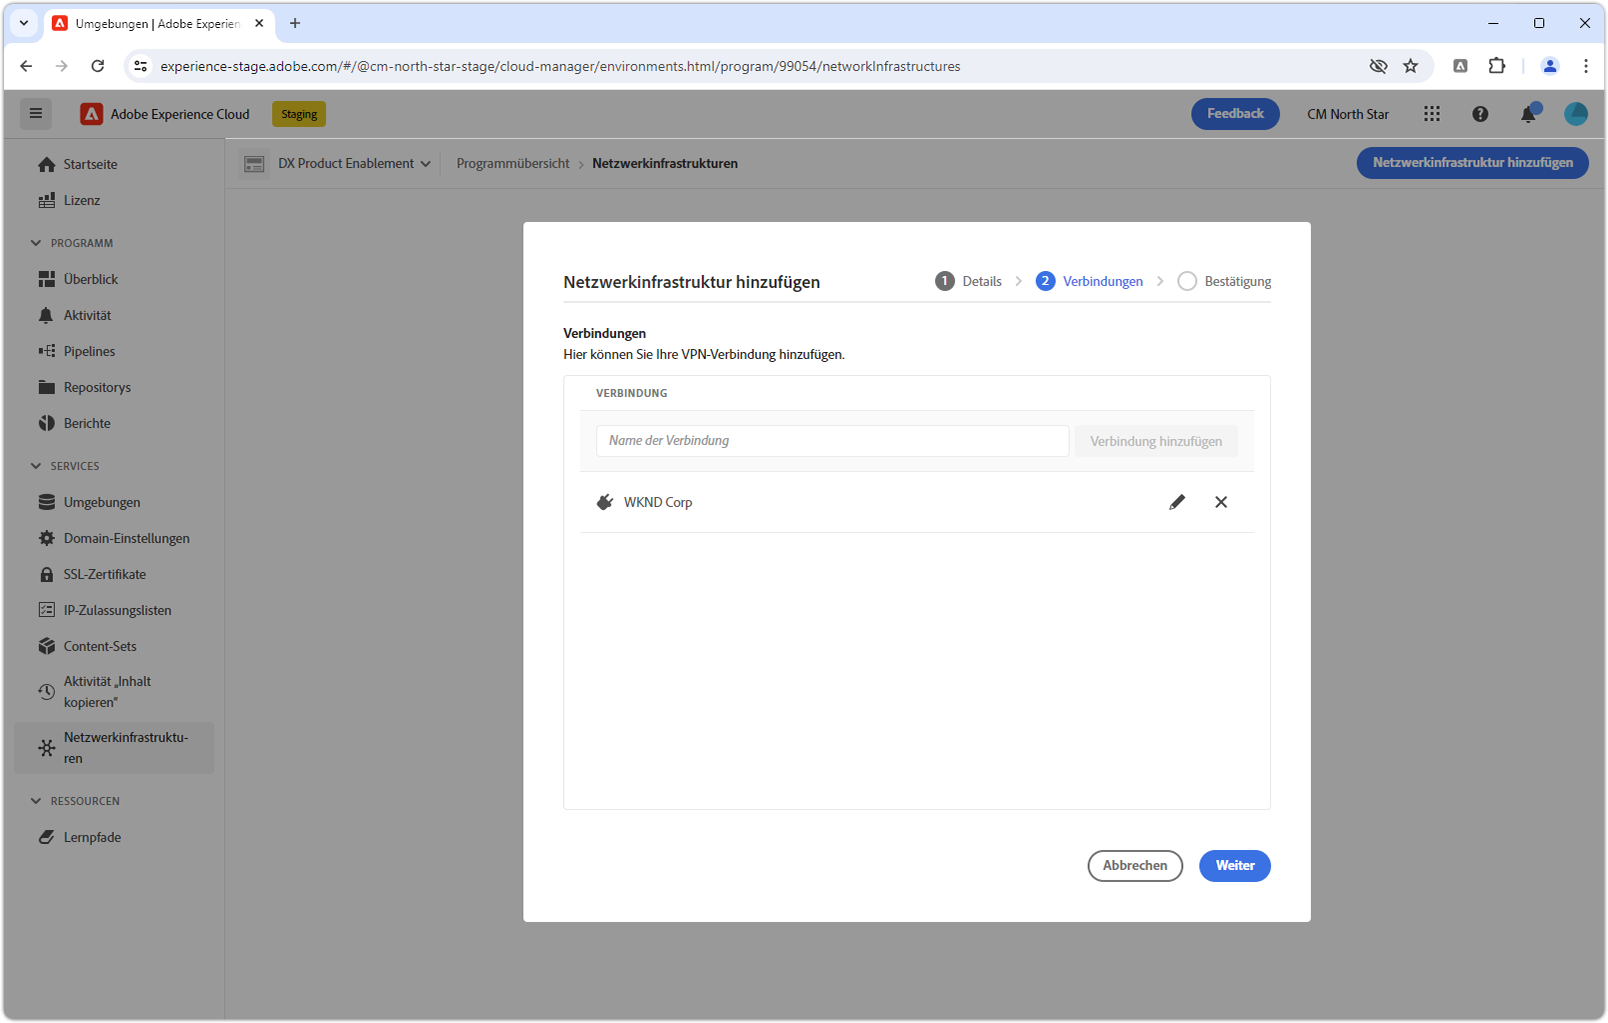 Umgebungen | Adobe Experien
experience-stage.adobe.com/#/@cm-north-star-stage/cloud-manager/environments.html/program/99054/networkInfrastructures
Adobe Experience Cloud
Staging
Feedback
CM North Star
Startseite
Lizenz
PROGRAMM
Überblick
Aktivität
Pipelines
Repositorys
Berichte
SERVICES
Umgebungen
Domain-Einstellungen
SSL-Zertifikate
IP-Zulassungslisten
Content-Sets
Aktivität „Inhalt
kopieren“
Netzwerkinfrastruktu-
ren
RESSOURCEN
Lernpfade
DX Product Enablement
Programmübersicht
Netzwerkinfrastrukturen
Netzwerkinfrastruktur hinzufügen
Netzwerkinfrastruktur hinzufügen
1 Details
2 Verbindungen
Bestätigung
Verbindungen
Hier können Sie Ihre VPN-Verbindung hinzufügen.
VERBINDUNG
Name der Verbindung
Verbindung hinzufügen
WKND Corp
Abbrechen
Weiter